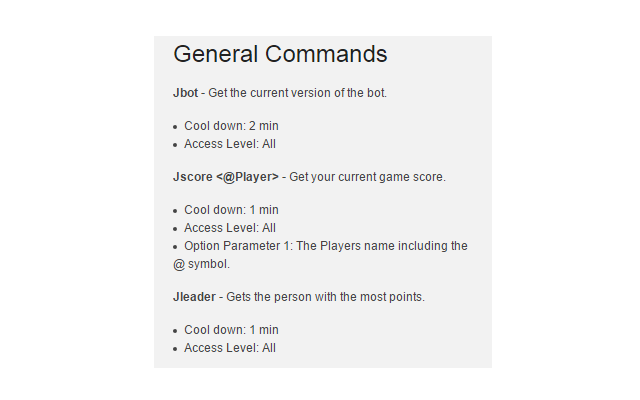 General Commands
Jbot - Get the current version of the bot.
• Cool down: 2 min
• Access Level: All
Jscore <@Player> - Get your current game score.
• Cool down: 1 min
• Access Level: All
• Option Parameter 1: The Players name including the
@ symbol.
Jleader - Gets the person with the most points.
• Cool down: 1 min
• Access Level: All